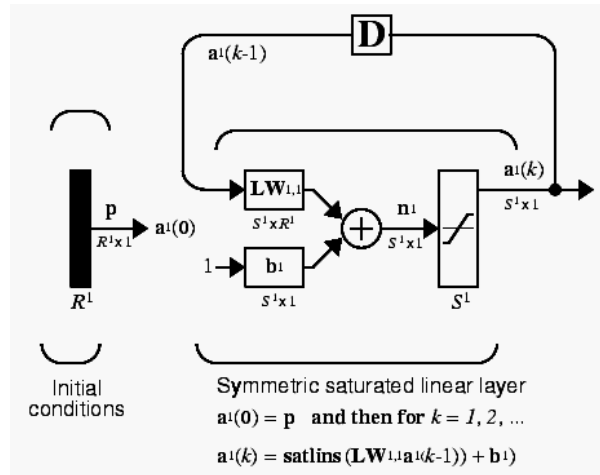 D
a¹(k-1)
a¹(k)
LW1,1
p
n1
S¹x1
R¹x1
a¹(0)
S¹xR¹
S¹x1
1
b1
R¹
S¹x1
S¹
Initial
conditions
Symmetric saturated linear layer
a¹(0) = p and then for k = 1, 2, ...
a¹(k) = satlins (LW1,1a¹(k-1)) + b¹)